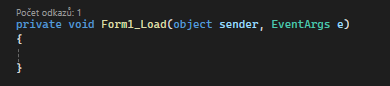 Počet odkazů: 1
private void Form1_Load(object sender, EventArgs e)
{
}